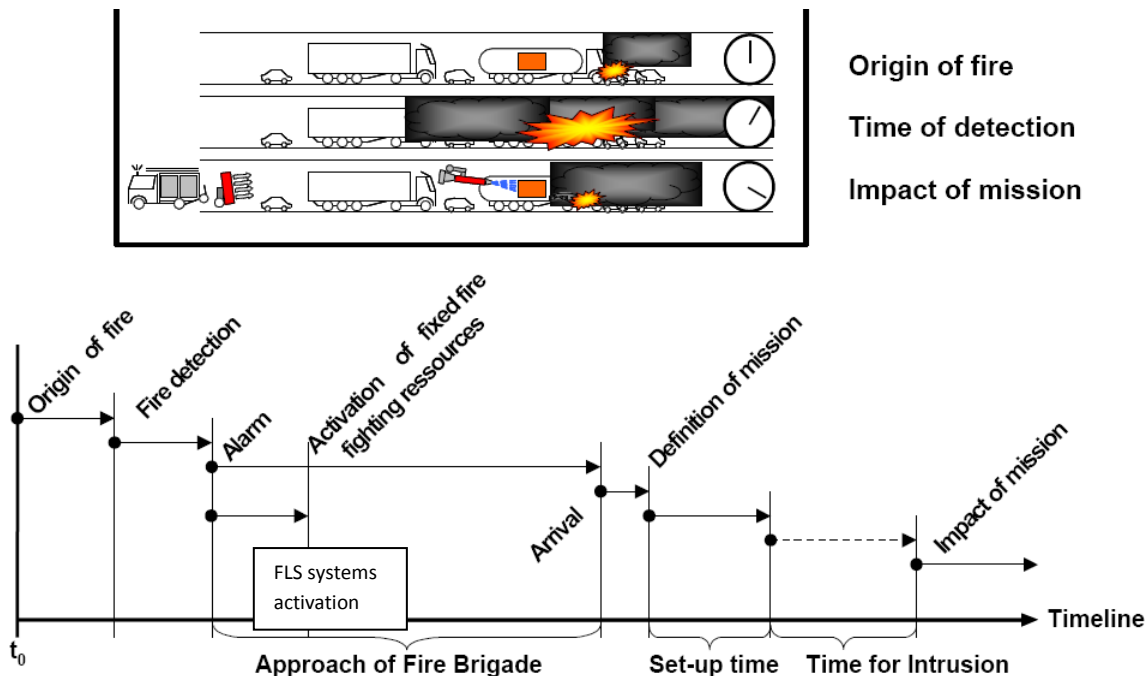 Origin of fire
Time of detection
Impact of mission
Origin of fire
Fire detection
Alarm
Activation of fixed fire
fighting ressources
Arrival
Definition of mission
Impact of mission
FLS systems
activation
Timeline
t0
Approach of Fire Brigade
Set-up time
Time for Intrusion